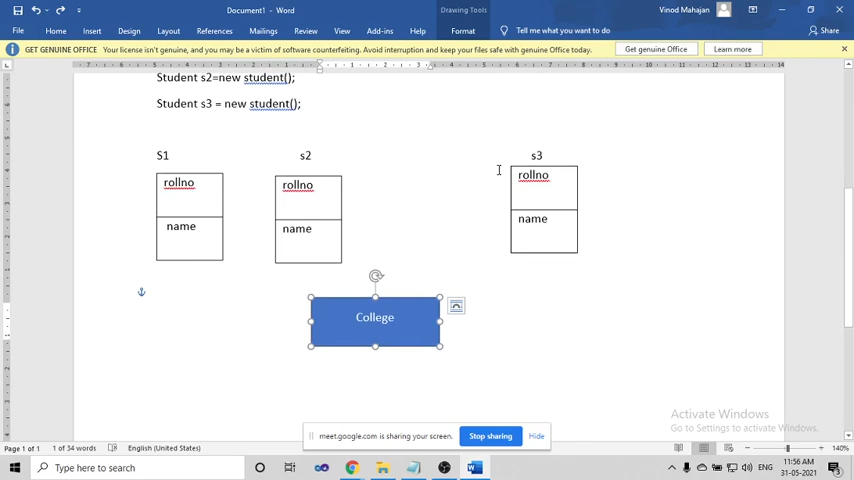 Document1 - Word
Drawing Tools
Vinod Mahajan
File Home Insert Design Layout References Mailings Review View Add-ins Help Format Tell me what you want to do Share
GET GENUINE OFFICE Your license isn't genuine, and you may be a victim of software counterfeiting. Avoid interruption and keep your files safe with genuine Office today. Get genuine Office Learn more
Student s2=new student();
Student s3 = new student();
S1 s2 s3
rollno rollno rollno
name name name
College
Activate Windows
Go to Settings to activate Windows.
meet.google.com is sharing your screen. Stop sharing Hide
Page 1 of 1 1 of 34 words English (United States) 140%
Type here to search
ENG
11:56 AM
31-05-2021